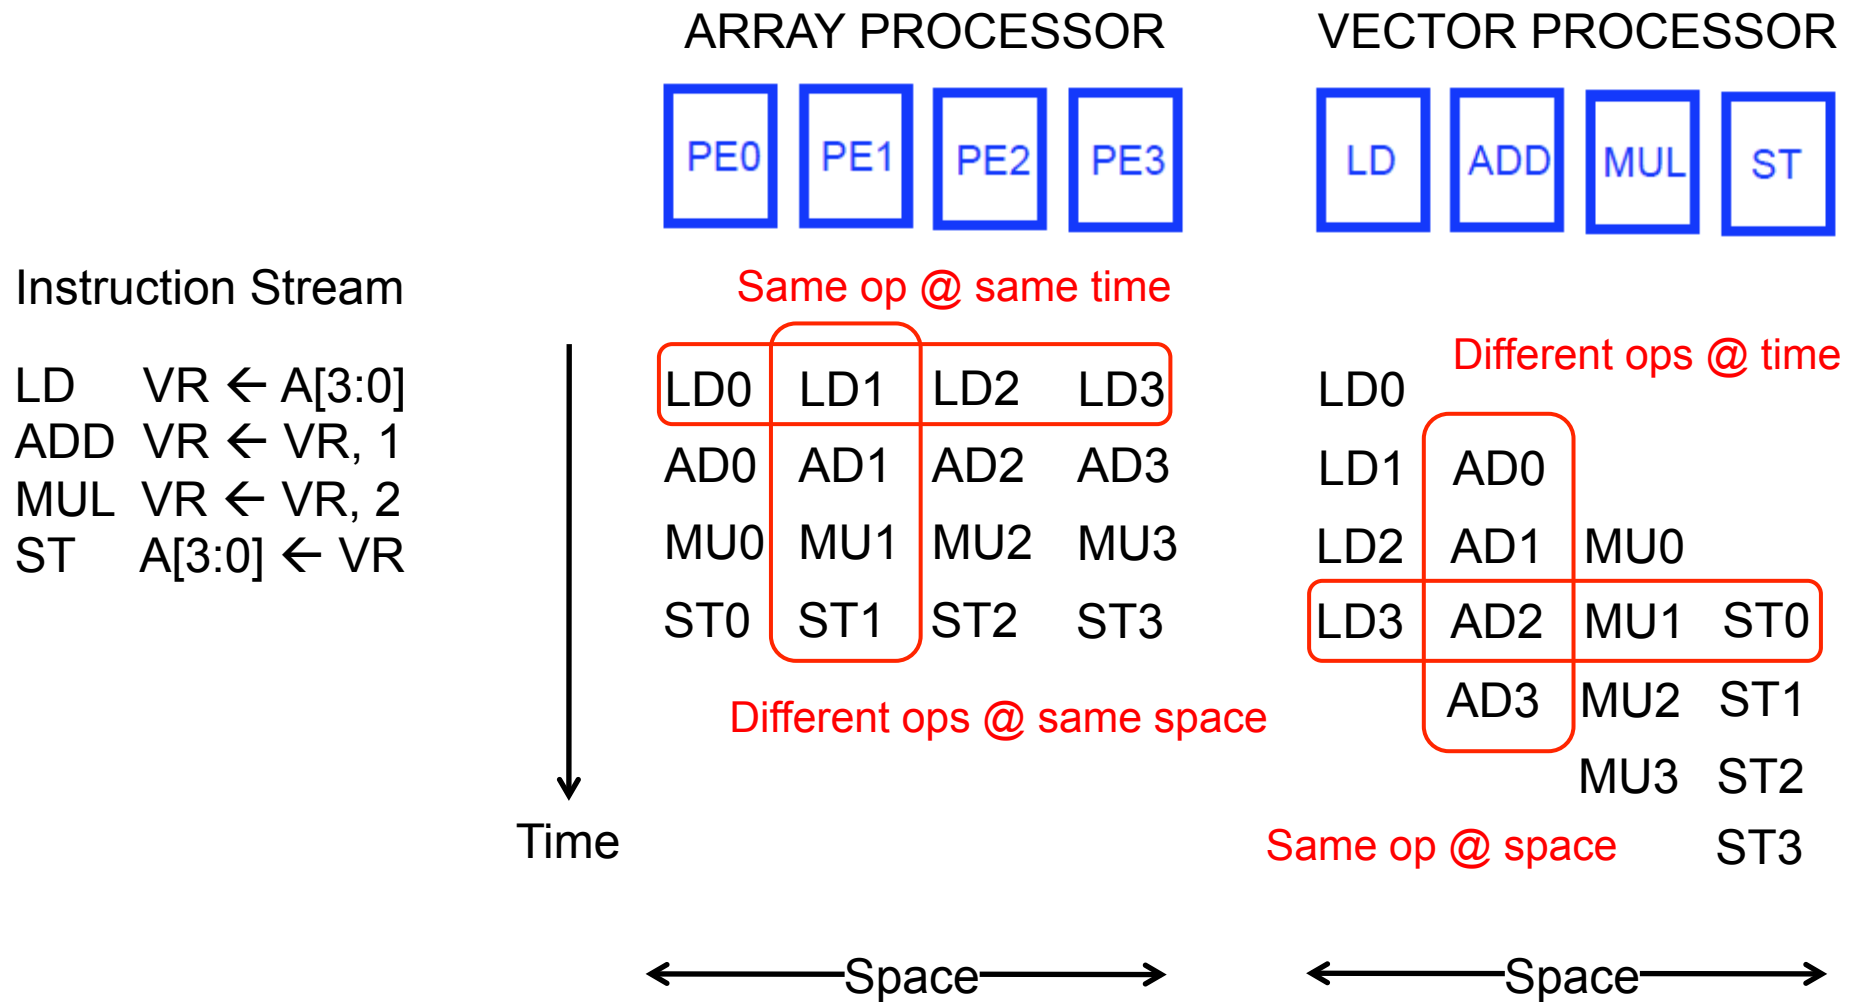 ARRAY PROCESSOR VECTOR PROCESSOR
PE0 PE1 PE2 PE3 LD ADD MUL ST
Instruction Stream
LD VR ← A[3:0]
ADD VR ← VR, 1
MUL VR ← VR, 2
ST A[3:0] ← VR
Time
Same op @ same time
LD0 LD1 LD2 LD3
AD0 AD1 AD2 AD3
MU0 MU1 MU2 MU3
ST0 ST1 ST2 ST3
Different ops @ same space
Space
Different ops @ time
LD0
LD1 AD0
LD2 AD1 MU0
LD3 AD2 MU1 ST0
AD3 MU2 ST1
MU3 ST2
Same op @ space ST3
Space